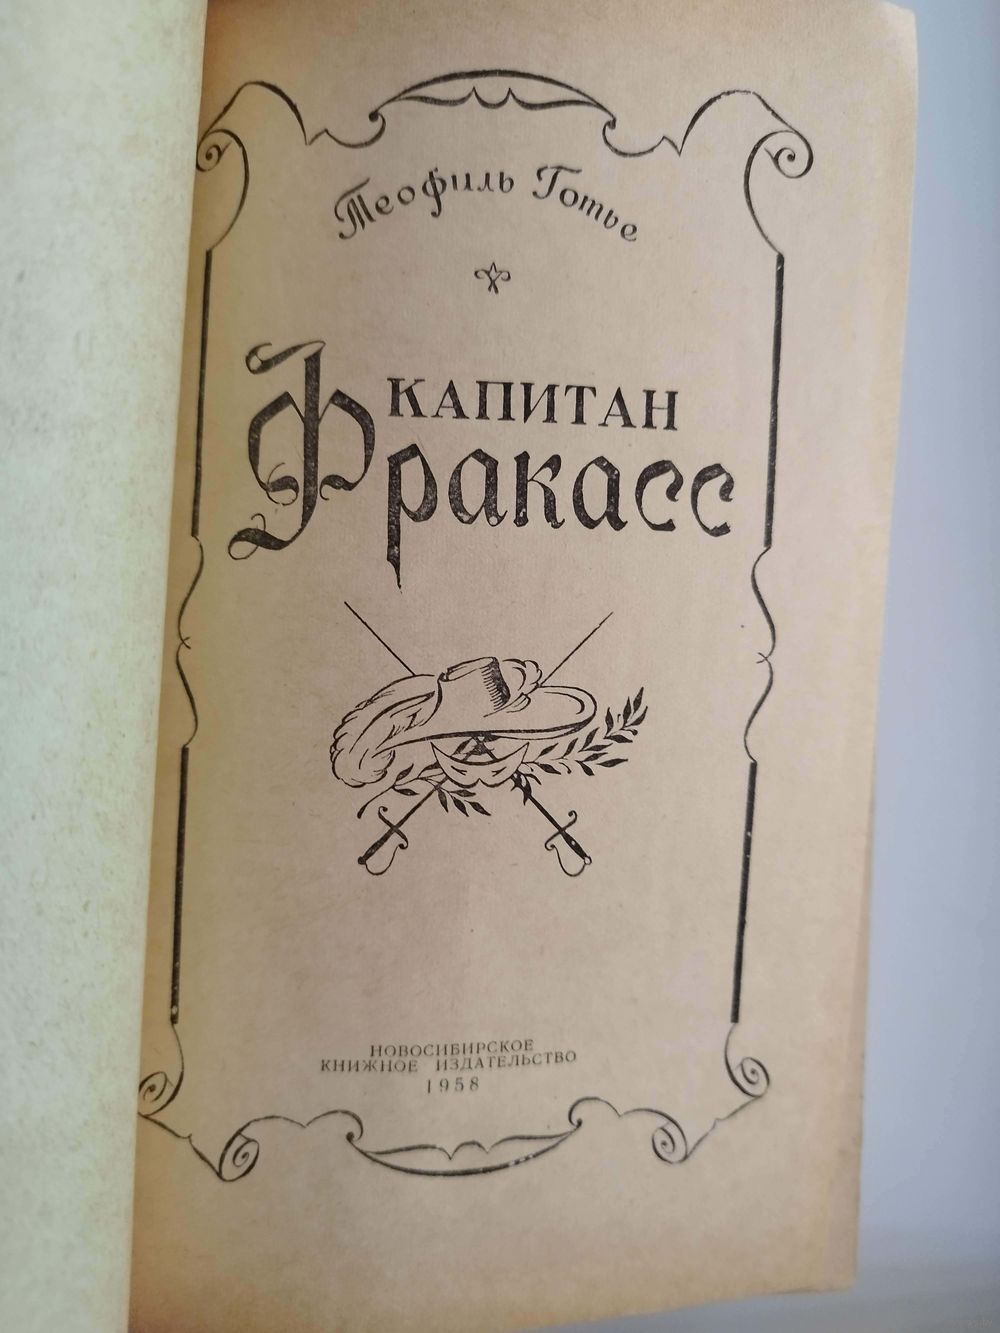 Теофиль Готье
КАПИТАН
Фракасс
НОВОСИБИРСКОЕ
КНИЖНОЕ ИЗДАТЕЛЬСТВО
1958